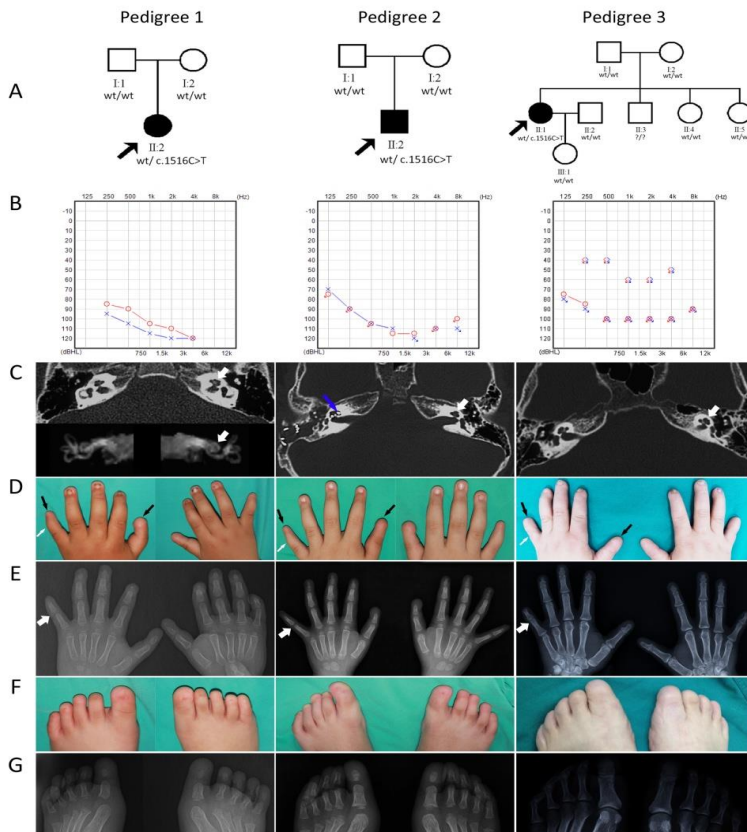 Pedigree 1 Pedigree 2 Pedigree 3
A
I:1 I:2 I:1 I:2 I:1 I:2
wt/wt wt/wt wt/wt wt/wt wt/wt wt/wt
II:2 II:2 II:1 II:2 II:3 II:4 II:5
wt/ c.1516C>T wt/ c.1516C>T wt/ c.1516C>T wt/wt ?/? wt/wt
III:1
wt/wt
B
125 250 500 1k 2k 4k 8k (Hz) 125 250 500 1k 2k 4k 8k (Hz) 125 250 500 1k 2k 4k 8k (Hz)
-10 -10 -10
0 0 0
10 10 10
20 20 20
30 30 30
40 40 40
50 50 50
60 60 60
70 70 70
80 80 80
90 90 90
100 100 100
110 110 110
120 120 120
(dBHL) 750 1.5k 3k 6k 12k (dBHL) 750 1.5k 3k 6k 12k (dBHL) 750 1.5k 3k 6k 12k
C
D
E
F
G